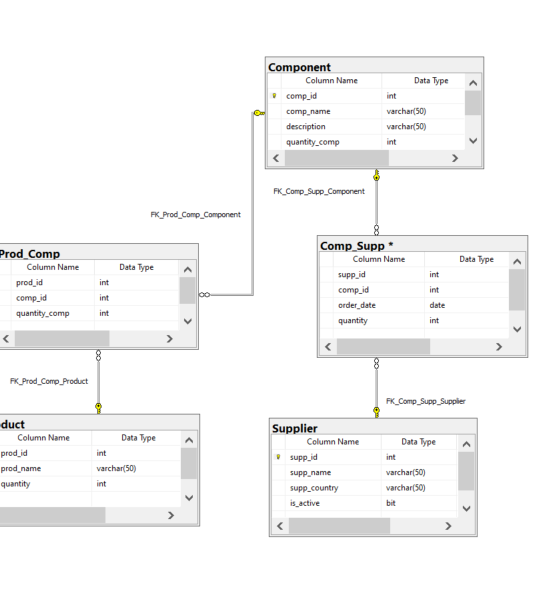 Component
Column Name Data Type
comp_id int
comp_name varchar(50)
description varchar(50)
quantity_comp int
FK_Comp_Supp_Component
FK_Prod_Comp_Component
Prod_Comp
Column Name Data Type
prod_id int
comp_id int
quantity_comp int
Comp_Supp *
Column Name Data Type
supp_id int
comp_id int
order_date date
quantity int
FK_Prod_Comp_Product
FK_Comp_Supp_Supplier
duct
Column Name Data Type
prod_id int
prod_name varchar(50)
quantity int
Supplier
Column Name Data Type
supp_id int
supp_name varchar(50)
supp_country varchar(50)
is_active bit